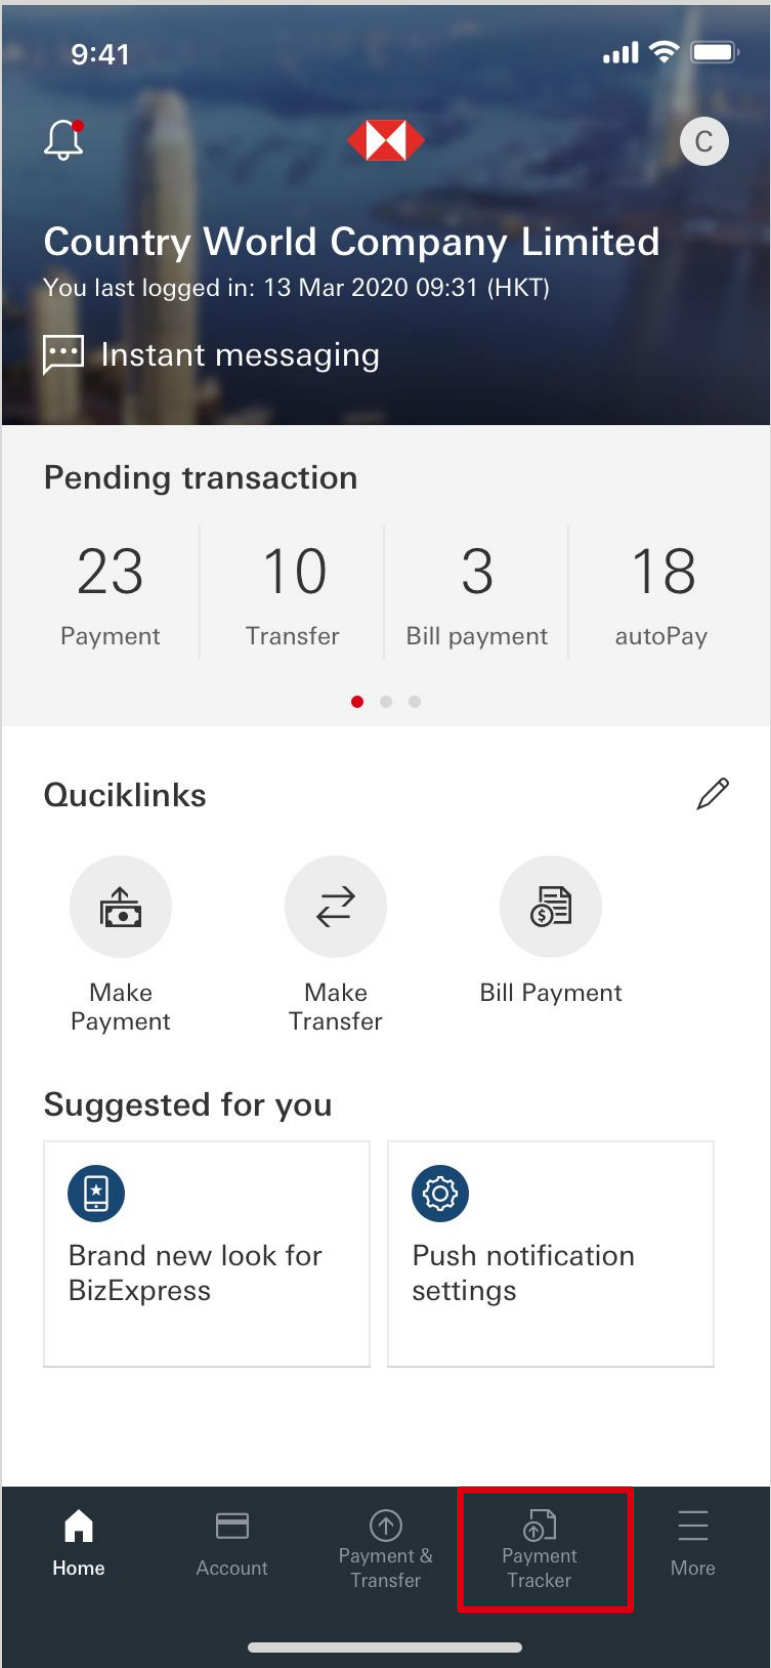 9:41
C
Country World Company Limited
You last logged in: 13 Mar 2020 09:31 (HKT)
Instant messaging
Pending transaction
23 10 3 18
Payment Transfer Bill payment autoPay
Quciklinks
Make Make Bill Payment
Payment Transfer
Suggested for you
Brand new look for
BizExpress
Push notification
settings
Home
Account
Payment &
Transfer
Payment
Tracker
More